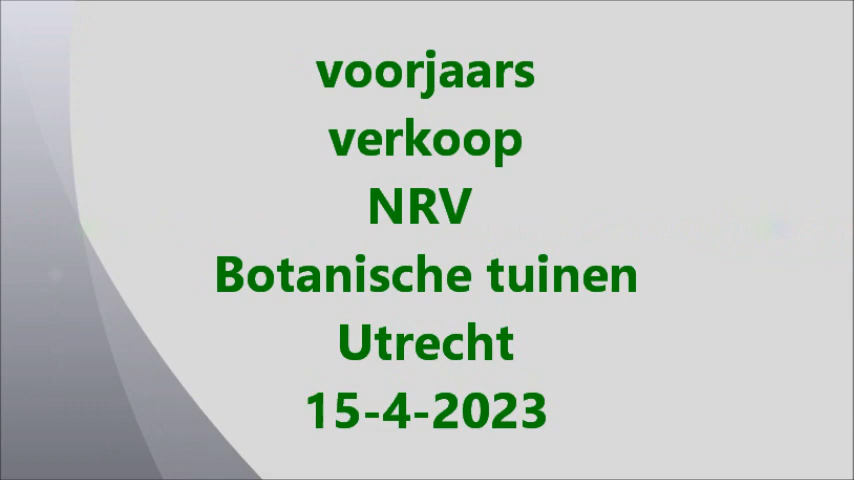 voorjaars
verkoop
NRV
Botanische tuinen
Utrecht
15-4-2023